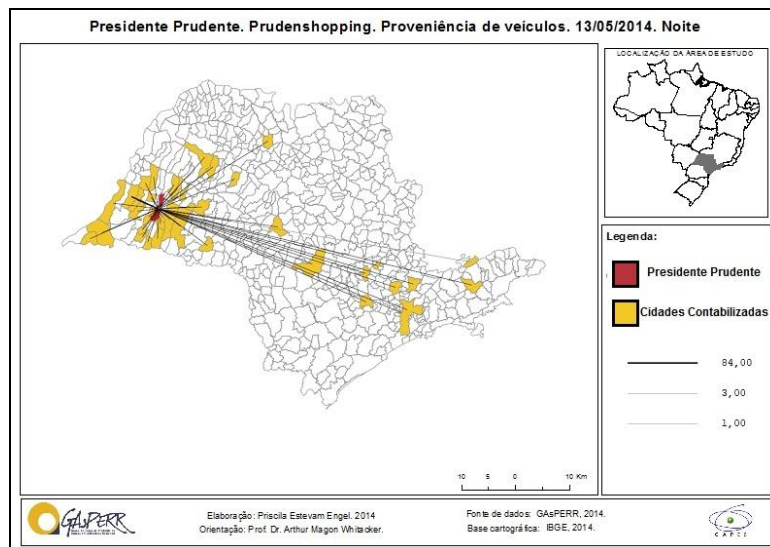 Presidente Prudente. Prudenshopping. Proveniência de veículos. 13/05/2014. Noite
LOCALIZAÇÃO DA ÁREA DE ESTUDO
Legenda:
Presidente Prudente
Cidades Contabilizadas
84,00
3,00
1,00
10 5 0 10 Km
GAsPERR
Elaboração: Priscila Estevam Engel. 2014
Orientação: Prof. Dr. Arthur Magon Whitacker.
Fonte de dados: GAsPERR, 2014.
Base cartográfica: IBGE, 2014.
CAPES